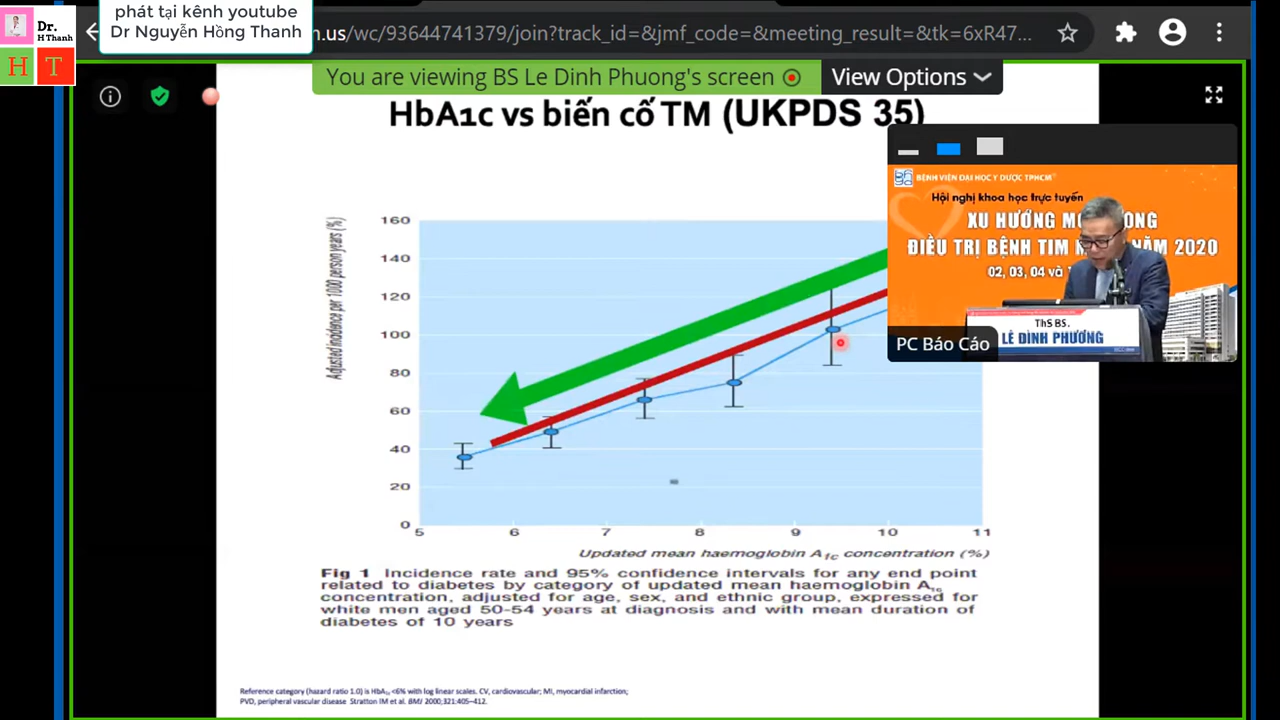 phát tại kênh youtube
Dr Nguyễn Hồng Thanh
Dr.
H Thanh
H T
n.us/wc/93644741379/join?track_id=&jmf_code=&meeting_result=&tk=6xR47...
You are viewing BS Le Dinh Phuong's screen
View Options
HbA1c vs biến cố TM (UKPDS 35)
BỆNH VIỆN ĐẠI HỌC Y DƯỢC TPHCM
Hội nghị khoa học trực tuyến
XU HƯỚNG
ONG
ĐIỀU TRỊ BỆNH TIM
NĂM 2020
02, 03, 04 và
ThS BS.
LÊ ĐÌNH PHƯƠNG
PC Báo Cáo
Adjusted incidence per 1000 person years (%)
160
140
120
100
80
60
40
20
0
5 6 7 8 9 10 11
Updated mean haemoglobin A1c concentration (%)
Fig 1 Incidence rate and 95% confidence intervals for any end point
related to diabetes by category of updated mean haemoglobin A1c
concentration, adjusted for age, sex, and ethnic group, expressed for
white men aged 50-54 years at diagnosis and with mean duration of
diabetes of 10 years
Reference category (hazard ratio 1.0) is HbA1c <6% with log linear scales. CV, cardiovascular; MI, myocardial infarction;
PVD, peripheral vascular disease Stratton IM et al. BMJ 2000;321:405–412.